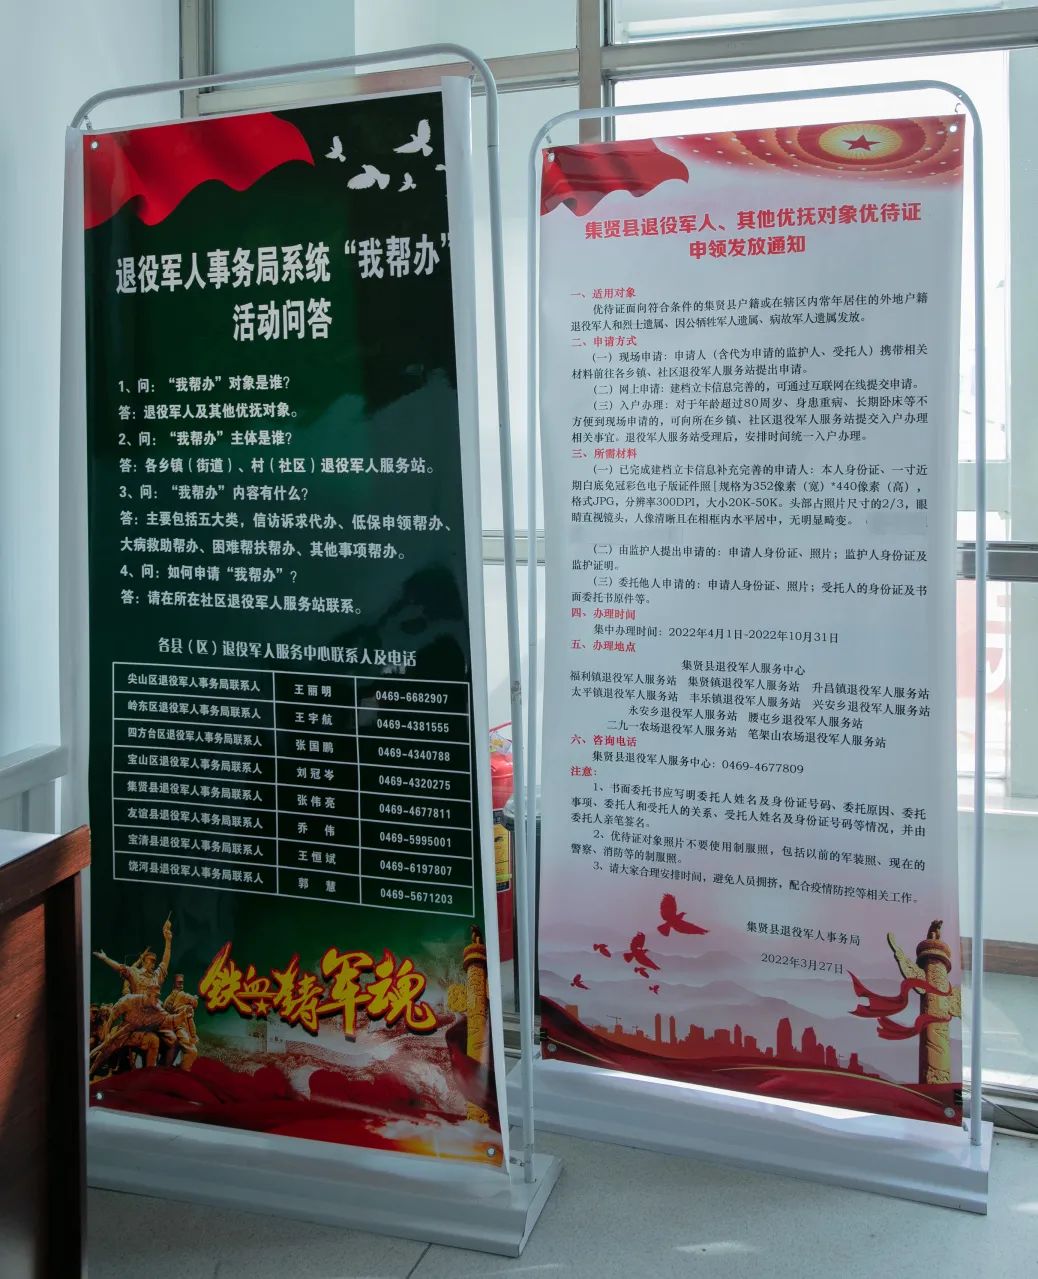 退役军人事务局系统“我帮办”
活动问答
1、问：“我帮办”对象是谁？
答：退役军人及其他优抚对象。
2、问：“我帮办”主体是谁？
答：各乡镇（街道）、村（社区）退役军人服务站。
3、问：“我帮办”内容有什么？
答：主要包括五大类，信访诉求代办、低保申领帮办、
大病救助帮办、困难帮扶帮办、其他事项帮办。
4、问：如何申请“我帮办”？
答：请在所在社区退役军人服务站联系。
各县（区）退役军人服务中心联系人及电话
尖山区退役军人事务局联系人 王丽明 0469-6682907
岭东区退役军人事务局联系人 王宇航 0469-4381555
四方台区退役军人事务局联系人 张国鹏 0469-4340788
宝山区退役军人事务局联系人 刘冠岑 0469-4320275
集贤县退役军人事务局联系人 张伟亮 0469-4677811
友谊县退役军人事务局联系人 乔伟 0469-5995001
宝清县退役军人事务局联系人 王恒斌 0469-6197807
饶河县退役军人事务局联系人 郭慧 0469-5671203
铁血铸军魂
集贤县退役军人、其他优抚对象优待证
申领发放通知
一、适用对象
优待证面向符合条件的集贤县户籍或在辖区内常年居住的外地户籍
退役军人和烈士遗属、因公牺牲军人遗属、病故军人遗属发放。
二、申请方式
（一）现场申请：申请人（含代为申请的监护人、受托人）携带相关
材料前往各乡镇、社区退役军人服务站提出申请。
（二）网上申请：建档立卡信息完善的，可通过互联网在线提交申请。
（三）入户办理：对于年龄超过80周岁、身患重病、长期卧床等不
方便到现场申请的，可向所在乡镇、社区退役军人服务站提交入户办理
相关事宜。退役军人服务站受理后，安排时间统一入户办理。
三、所需材料
（一）已完成建档立卡信息补充完善的申请人：本人身份证、一寸近
期白底免冠彩色电子版证件照[规格为352像素（宽）*440像素（高），
格式JPG，分辨率300DPI，大小20K-50K。头部占照片尺寸的2/3，眼
睛直视镜头，人像清晰且在相框内水平居中，无明显畸变。
（二）由监护人提出申请的：申请人身份证、照片；监护人身份证及
监护证明。
（三）委托他人申请的：申请人身份证、照片；受托人的身份证及书
面委托书原件等。
四、办理时间
集中办理时间：2022年4月1日~2022年10月31日
五、办理地点
集贤县退役军人服务中心
福利镇退役军人服务站 集贤镇退役军人服务站 升昌镇退役军人服务站
太平镇退役军人服务站 丰乐镇退役军人服务站 兴安乡退役军人服务站
永安乡退役军人服务站 腰屯乡退役军人服务站
二九一农场退役军人服务站 笔架山农场退役军人服务站
六、咨询电话
集贤县退役军人服务中心：0469-4677809
注意：
1、书面委托书应写明委托人姓名及身份证号码、委托原因、委托
事项、委托人和受托人的关系、受托人姓名及身份证号码等情况，并由
委托人亲笔签名。
2、优待证对象照片不要使用制服照，包括以前的军装照、现在的
警察、消防等的制服照。
3、请大家合理安排时间，避免人员拥挤，配合疫情防控等相关工作。
集贤县退役军人事务局
2022年3月27日